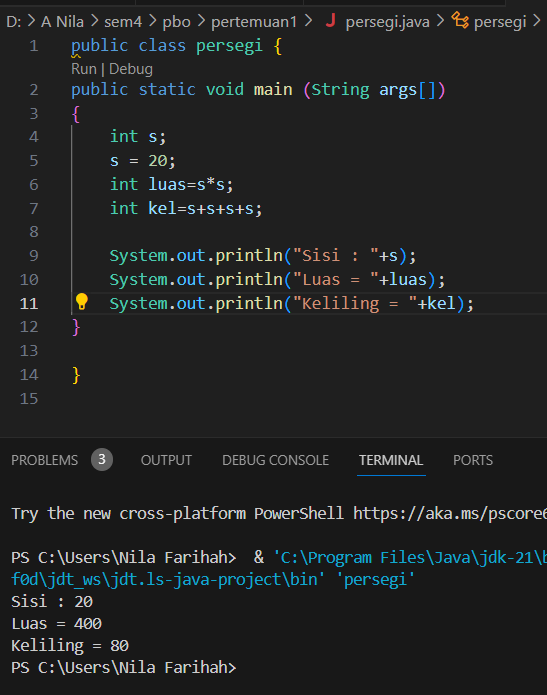 D: > A Nila > sem4 > pbo > pertemuan1 > J persegi.java > persegi >
1 public class persegi {
Run | Debug
2 public static void main (String args[])
3 {
4 int s;
5 s = 20;
6 int luas=s*s;
7 int kel=s+s+s+s;
8
9 System.out.println("Sisi : "+s);
10 System.out.println("Luas = "+luas);
11 System.out.println("Keliling = "+kel);
12 }
13
14 }
15
PROBLEMS 3 OUTPUT DEBUG CONSOLE TERMINAL PORTS
Try the new cross-platform PowerShell https://aka.ms/pscore6
PS C:\Users\Nila Farihah>  & 'C:\Program Files\Java\jdk-21\b
f0d\jdt_ws\jdt.ls-java-project\bin' 'persegi'
Sisi : 20
Luas = 400
Keliling = 80
PS C:\Users\Nila Farihah>